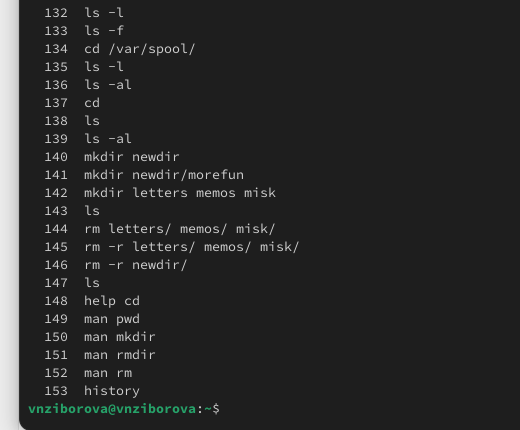 132 ls -l
133 ls -f
134 cd /var/spool/
135 ls -l
136 ls -al
137 cd
138 ls
139 ls -al
140 mkdir newdir
141 mkdir newdir/morefun
142 mkdir letters memos misk
143 ls
144 rm letters/ memos/ misk/
145 rm -r letters/ memos/ misk/
146 rm -r newdir/
147 ls
148 help cd
149 man pwd
150 man mkdir
151 man rmdir
152 man rm
153 history
vnziborova@vnziborova:~$